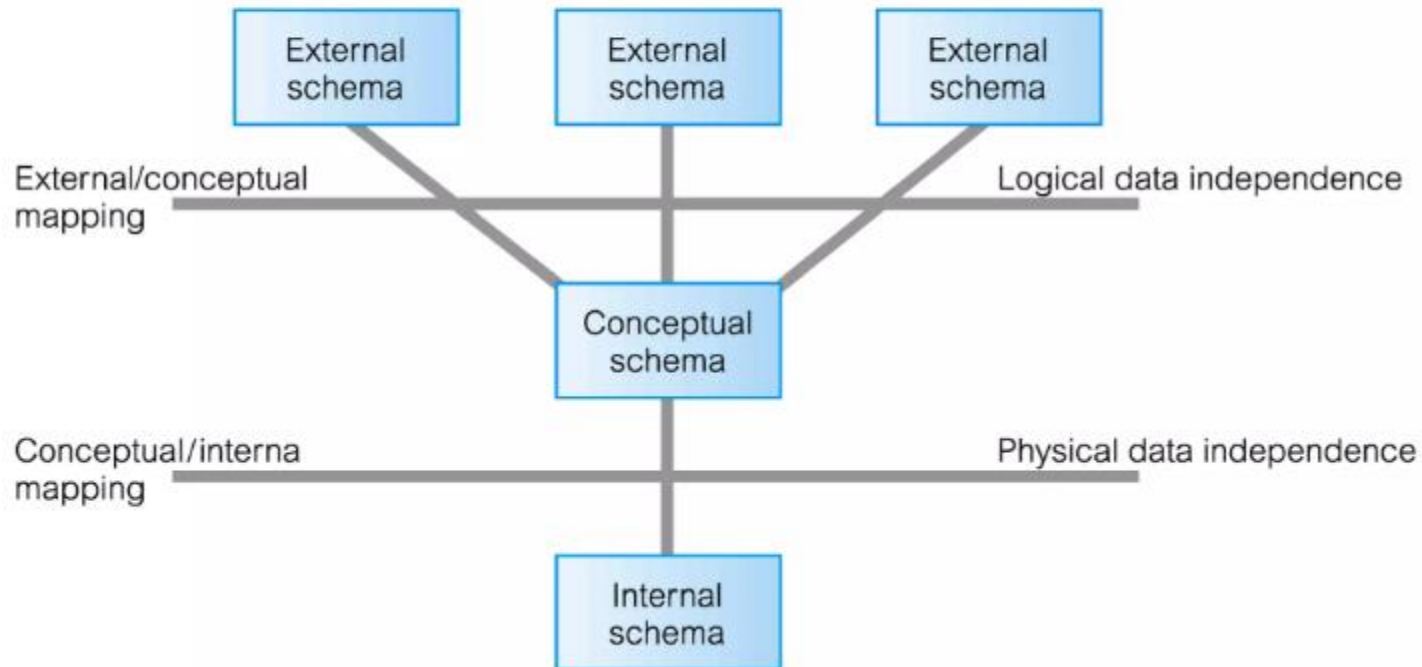 External
schema
External
schema
External
schema
External/conceptual
mapping
Logical data independence
Conceptual
schema
Conceptual/interna
mapping
Physical data independence
Internal
schema